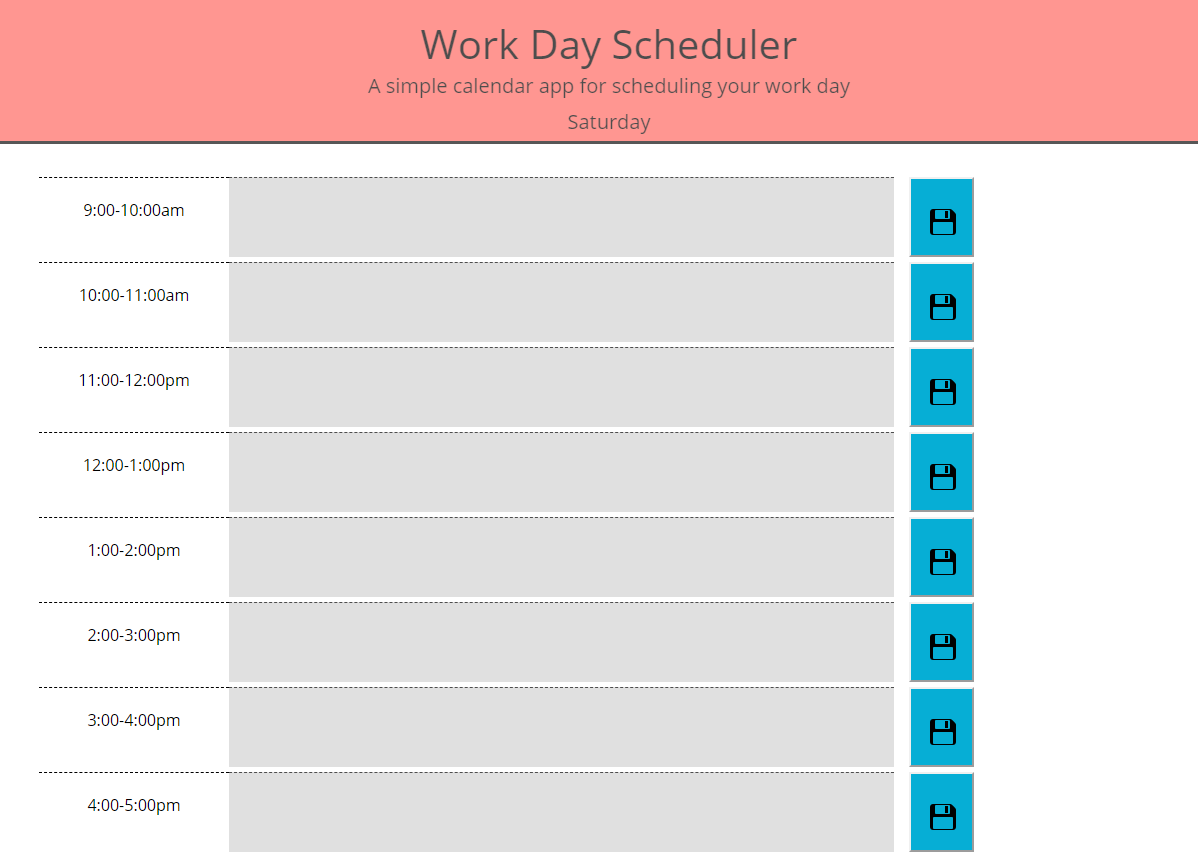 Work Day Scheduler
A simple calendar app for scheduling your work day
Saturday
9:00-10:00am
10:00-11:00am
11:00-12:00pm
12:00-1:00pm
1:00-2:00pm
2:00-3:00pm
3:00-4:00pm
4:00-5:00pm